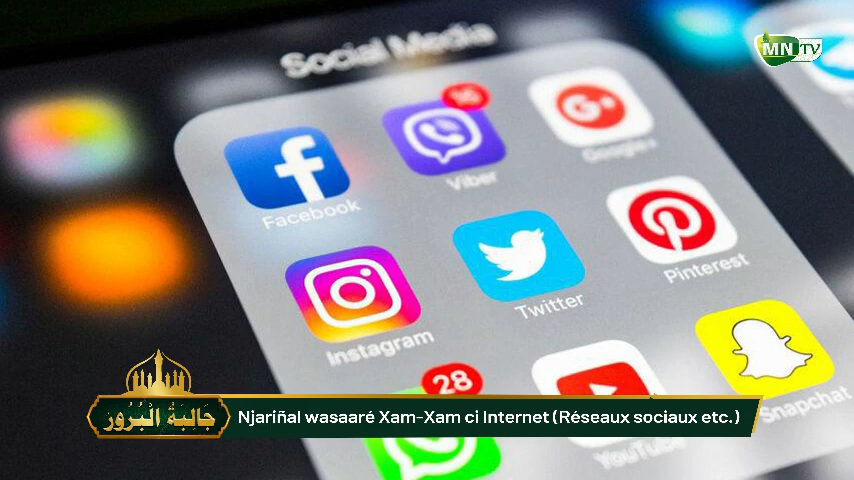 Social Media
MN TV
16
Facebook
Viber
Google+
Instagram
Twitter
Pinterest
28
YouTube
Snapchat
جَالِبَةُ الْبُرُورْ
Njariñal wasaaré Xam-Xam ci Internet (Réseaux sociaux etc.)